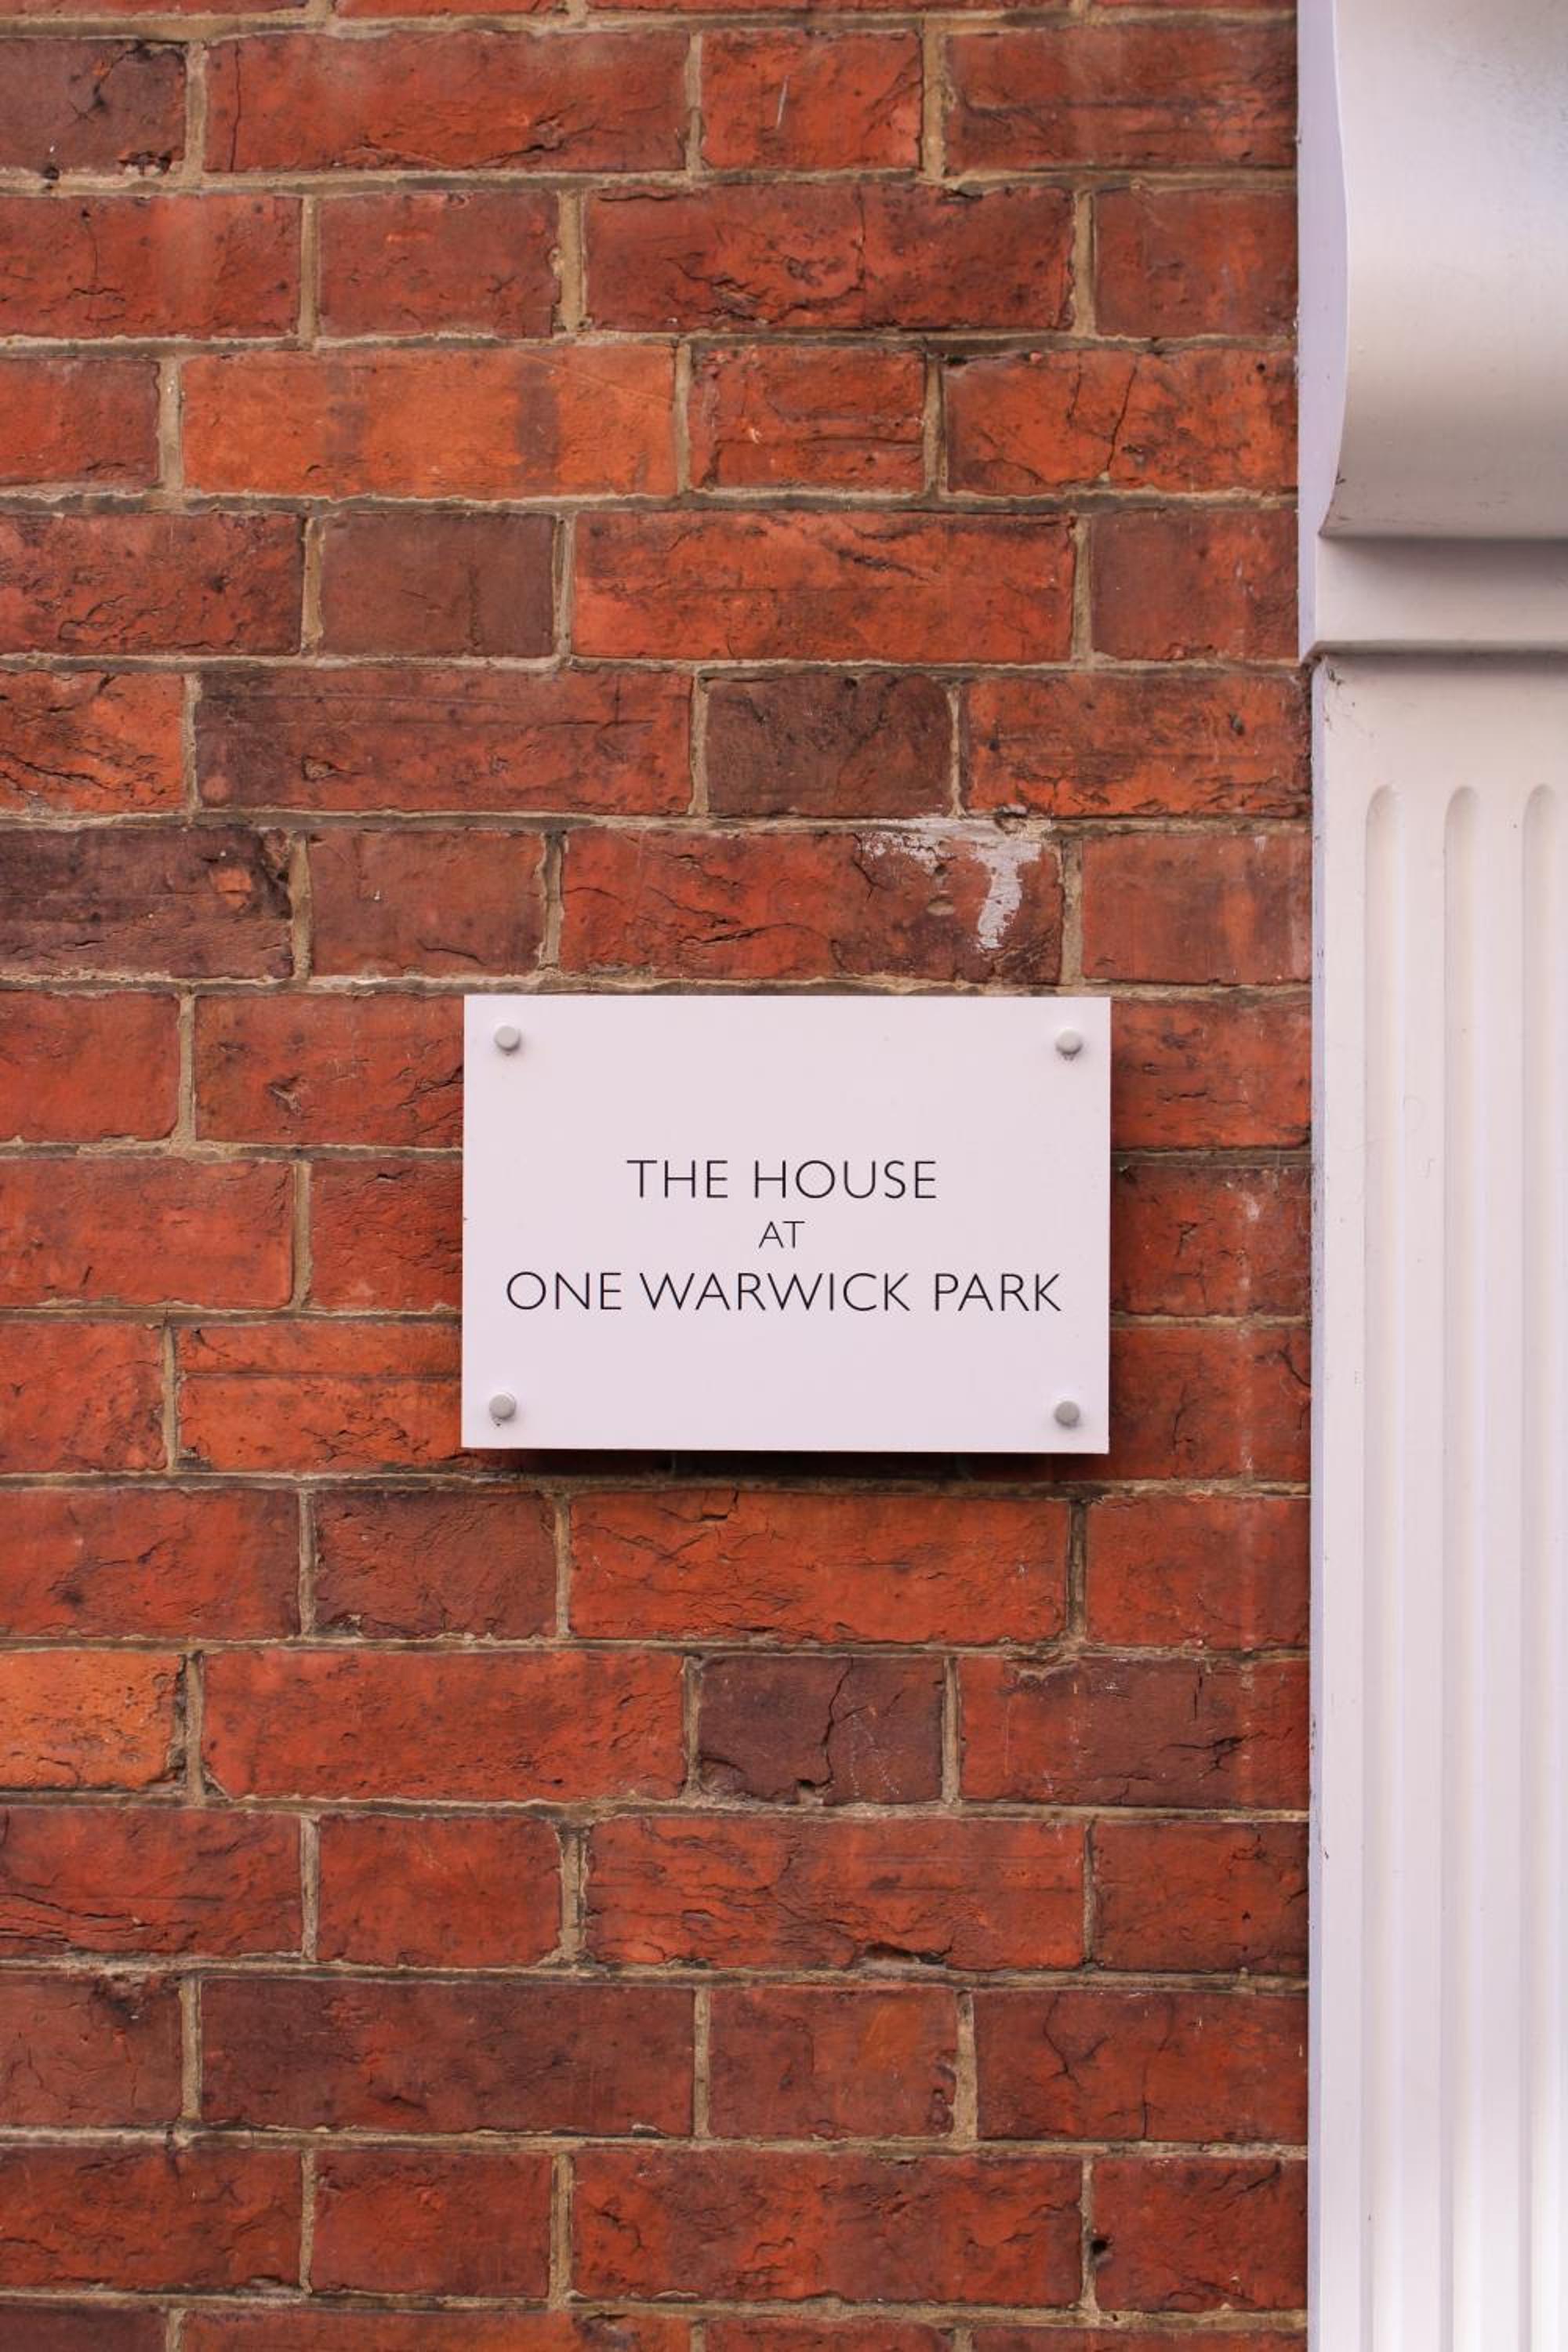 THE HOUSE
AT
ONE WARWICK PARK